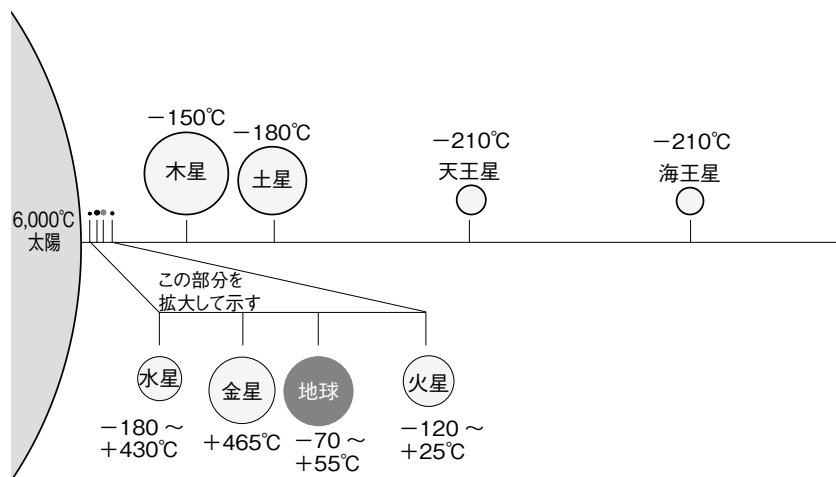 −150℃
木星
−180℃
土星
−210℃
天王星
−210℃
海王星
6,000℃
太陽
この部分を
拡大して示す
水星
−180～
＋430℃
金星
＋465℃
地球
−70～
＋55℃
火星
−120～
＋25℃